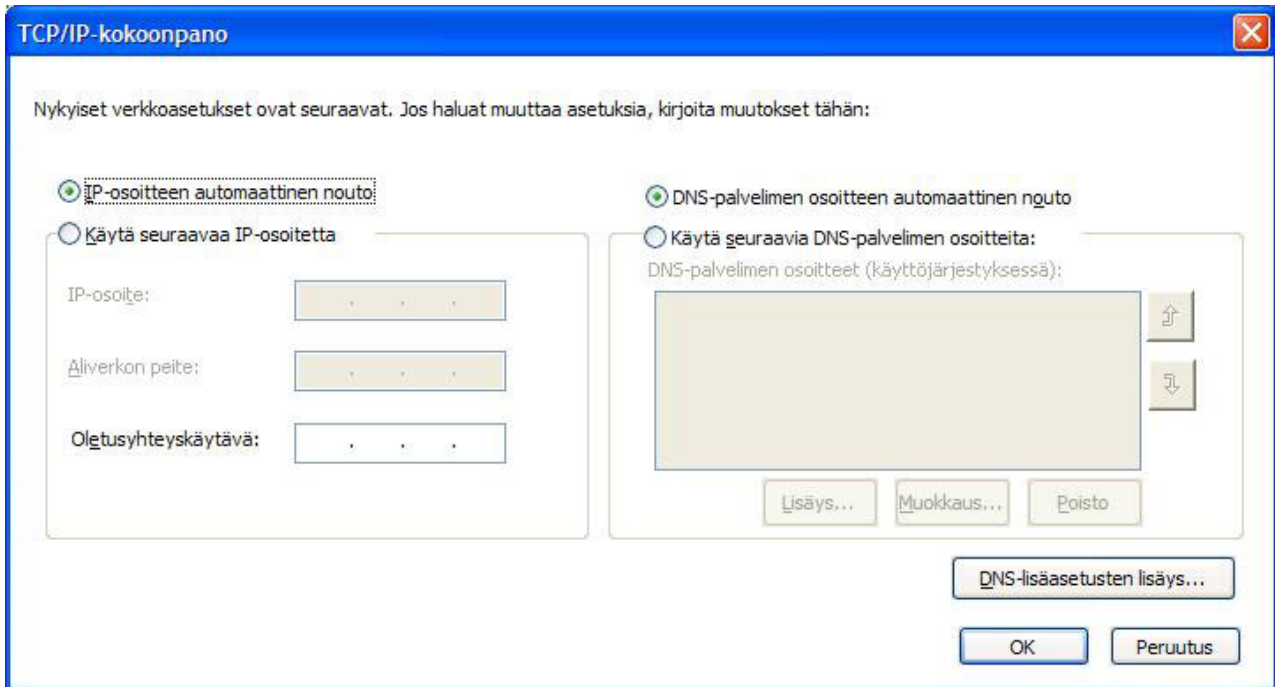 TCP/IP-kokoonpano
Nykyiset verkkoasetukset ovat seuraavat. Jos haluat muuttaa asetuksia, kirjoita muutokset tähän:
IP-osoitteen automaattinen nouto
Käytä seuraavaa IP-osoitetta
IP-osoite:
Aliverkon peite:
Oletusyhteyskäytävä:
DNS-palvelimen osoitteen automaattinen nouto
Käytä seuraavia DNS-palvelimen osoitteita:
DNS-palvelimen osoitteet (käyttöjärjestyksessä):
Lisäys... Muokkaus... Poisto
DNS-lisäasetusten lisäys...
OK Peruutus